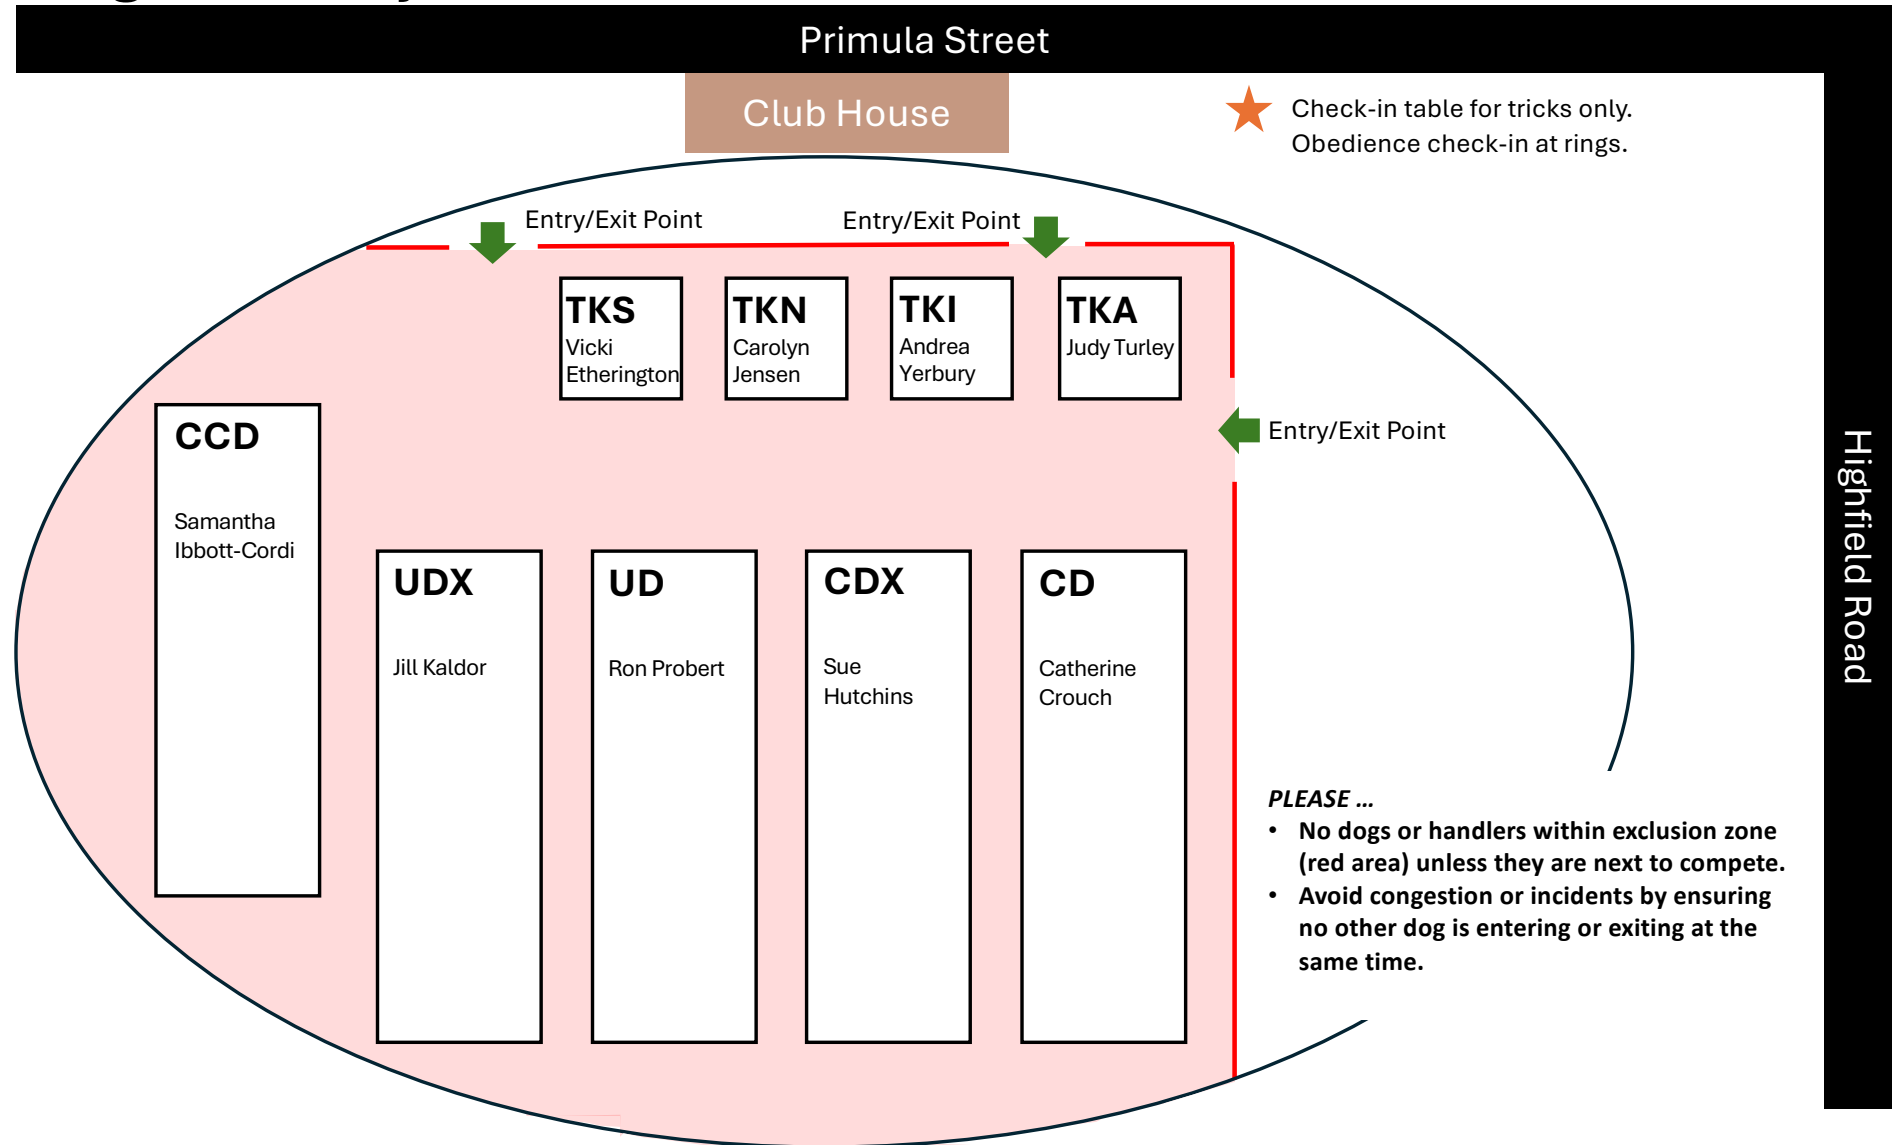 Primula Street
Club House
Check-in table for tricks only.
Obedience check-in at rings.
Entry/Exit Point
Entry/Exit Point
TKS
Vicki
Etherington
TKN
Carolyn
Jensen
TKI
Andrea
Yerbury
TKA
Judy Turley
Entry/Exit Point
CCD
Samantha
Ibbott-Cordi
UDX
Jill Kaldor
UD
Ron Probert
CDX
Sue
Hutchins
CD
Catherine
Crouch
Highfield Road
PLEASE …
• No dogs or handlers within exclusion zone
(red area) unless they are next to compete.
• Avoid congestion or incidents by ensuring
no other dog is entering or exiting at the
same time.